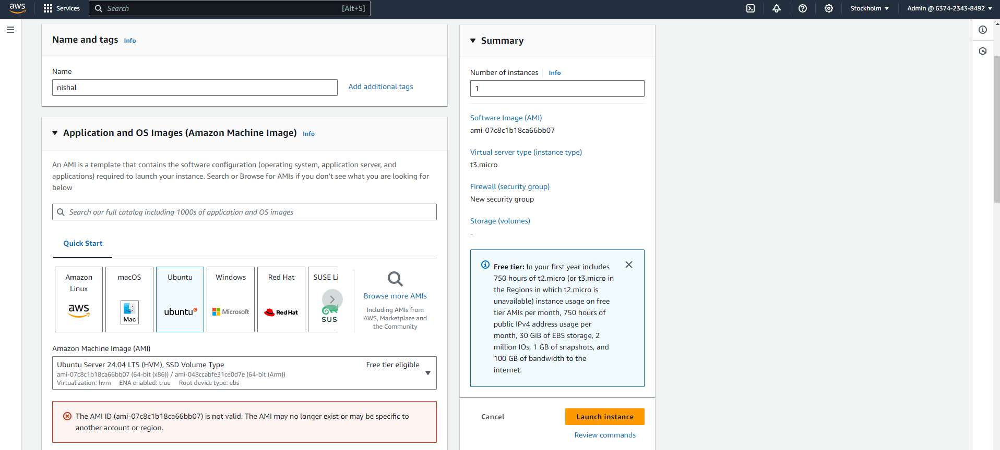 aws
Services
Search
[Alt+S]
Stockholm
Admin @ 6374-2343-8492
Name and tags Info
Name
nishal
Add additional tags
Application and OS Images (Amazon Machine Image) Info
An AMI is a template that contains the software configuration (operating system, application server, and
applications) required to launch your instance. Search or Browse for AMIs if you don’t see what you are looking for
below
Search our full catalog including 1000s of application and OS images
Quick Start
Amazon
Linux
aws
macOS
Mac
Ubuntu
ubuntu
Windows
Microsoft
Red Hat
Red Hat
SUSE Li
SUS
Browse more AMIs
Including AMIs from
AWS, Marketplace and
the Community
Amazon Machine Image (AMI)
Ubuntu Server 24.04 LTS (HVM), SSD Volume Type
Free tier eligible
ami-07c8c1b18ca66bb07 (64-bit (x86)) / ami-048ccabfe31ce0d7e (64-bit (Arm))
Virtualization: hvm ENA enabled: true Root device type: ebs
The AMI ID (ami-07c8c1b18ca66bb07) is not valid. The AMI may no longer exist or may be specific to
another account or region.
Summary
Number of instances Info
1
Software Image (AMI)
ami-07c8c1b18ca66bb07
Virtual server type (instance type)
t3.micro
Firewall (security group)
New security group
Storage (volumes)
-
Free tier: In your first year includes
750 hours of t2.micro (or t3.micro in
the Regions in which t2.micro is
unavailable) instance usage on free
tier AMIs per month, 750 hours of
public IPv4 address usage per
month, 30 GiB of EBS storage, 2
million IOs, 1 GB of snapshots, and
100 GB of bandwidth to the
internet.
Cancel
Launch instance
Review commands